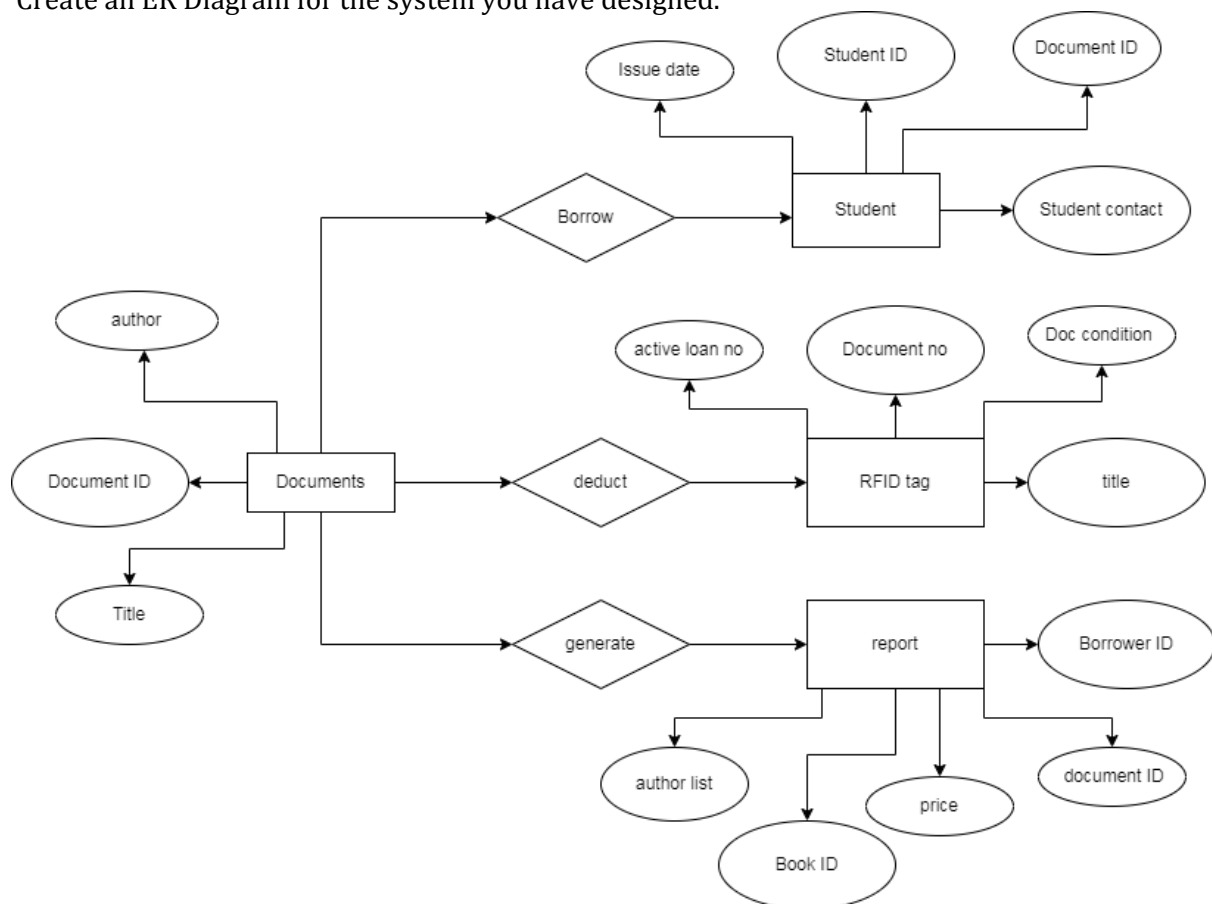 Create an ER Diagram for the system you have designed.
Issue date
Student ID
Document ID
Borrow
Student
Student contact
author
active loan no
Document no
Doc condition
Document ID
Documents
deduct
RFID tag
title
Title
generate
report
Borrower ID
author list
Book ID
price
document ID